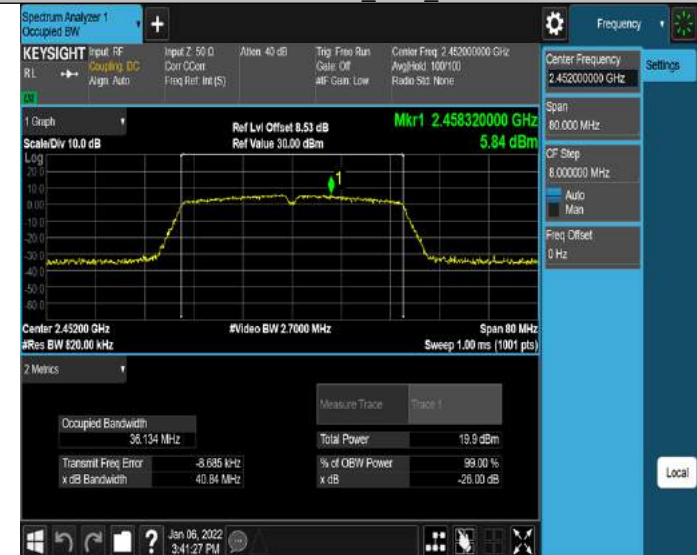 Spectrum Analyzer 1
Occupied BW
Frequency
KEYSIGHT
RL
Input: RF
Coupling: DC
Align: Auto
Input Z: 50 Ω
Corr CCorr
Freq Ref: Int (S)
Atten: 40 dB
Trig: Free Run
Gate: Off
#IF Gain: Low
Center Freq: 2.452000000 GHz
Avg|Hold: 100/100
Radio Std: None
Center Frequency
2.452000000 GHz
Settings
Span
80.000 MHz
CF Step
8.000000 MHz
Auto
Man
Freq Offset
0 Hz
1 Graph
Scale/Div 10.0 dB
Ref Lvl Offset 8.53 dB
Ref Value 30.00 dBm
Mkr1 2.458320000 GHz
5.84 dBm
Log
20.0
10.0
0.00
-10.0
-20.0
-30.0
-40.0
-50.0
-60.0
1
Center 2.45200 GHz
#Res BW 820.00 kHz
#Video BW 2.7000 MHz
Span 80 MHz
Sweep 1.00 ms (1001 pts)
2 Metrics
Measure Trace
Trace 1
Occupied Bandwidth
36.134 MHz
Total Power
19.9 dBm
Transmit Freq Error
-8.685 kHz
% of OBW Power
99.00 %
x dB Bandwidth
40.84 MHz
x dB
-26.00 dB
Local
Jan 06, 2022
3:41:27 PM